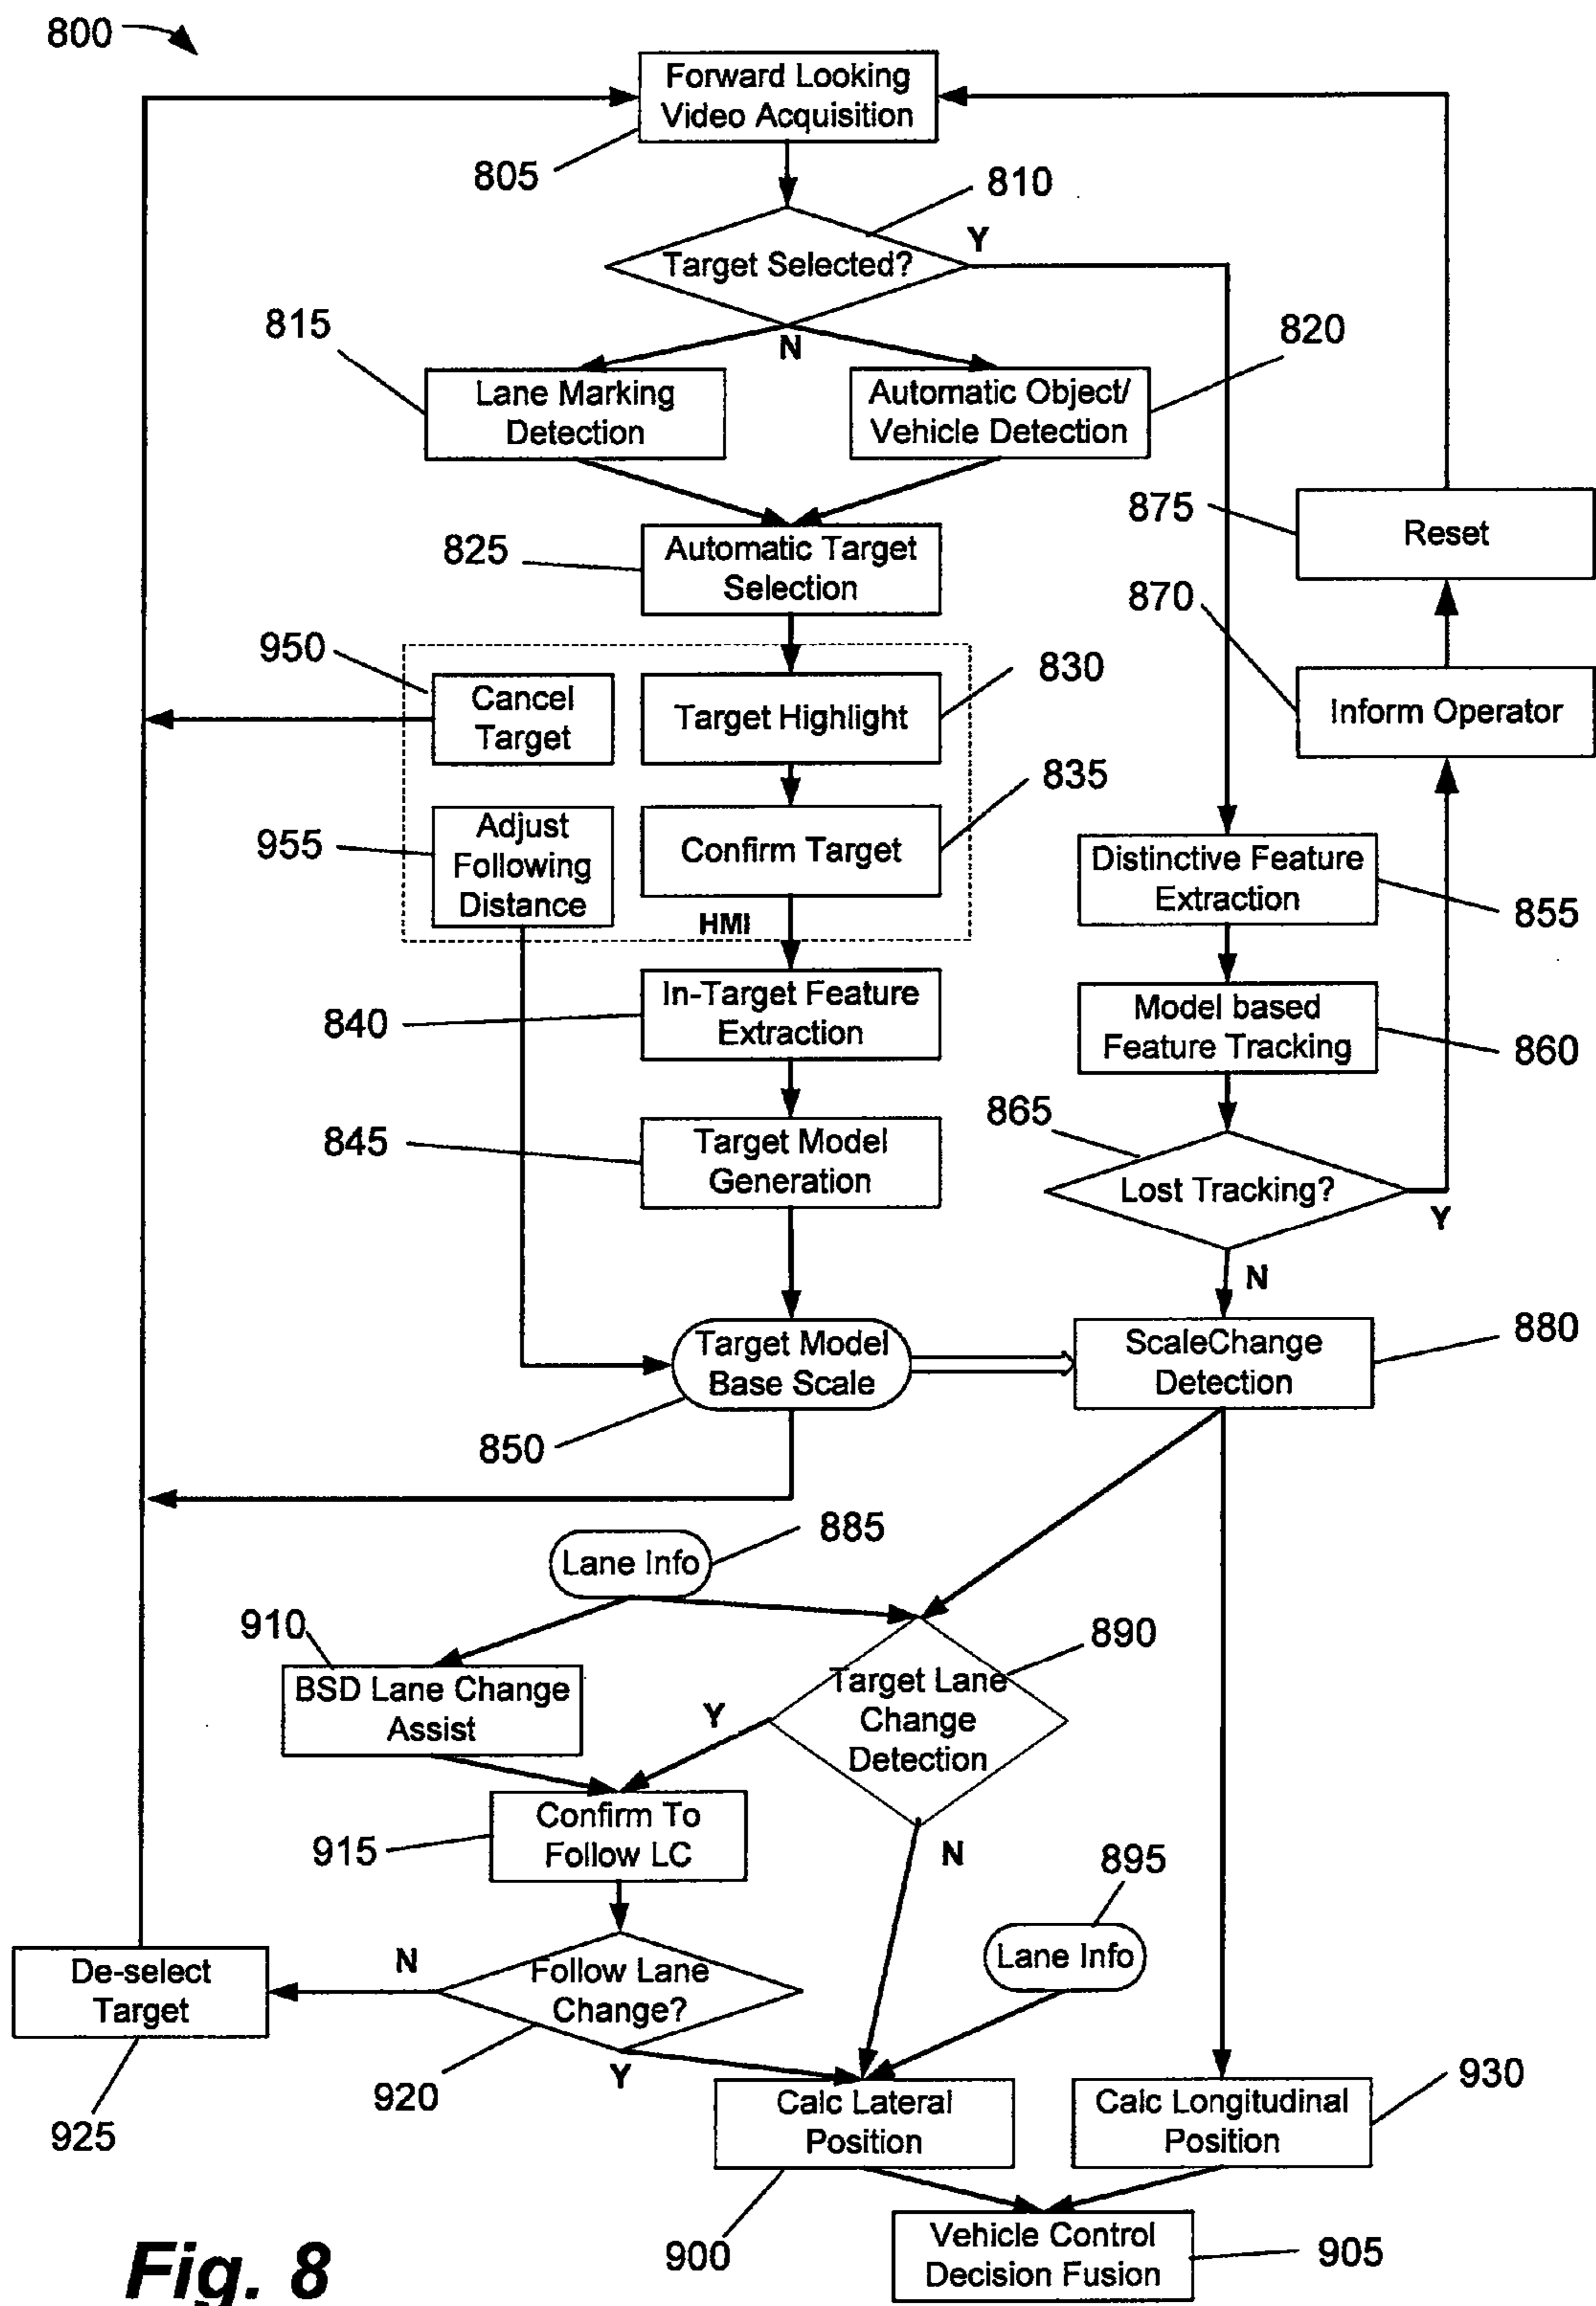 800
Forward Looking
Video Acquisition
805
810
Target Selected?
Y
N
815
820
Lane Marking
Detection
Automatic Object/
Vehicle Detection
825
Automatic Target
Selection
875
Reset
870
Inform Operator
950
Cancel
Target
830
Target Highlight
835
Confirm Target
955
Adjust
Following
Distance
HMI
Distinctive Feature
Extraction
855
840
In-Target Feature
Extraction
Model based
Feature Tracking
860
845
Target Model
Generation
865
Lost Tracking?
Y
N
Target Model
Base Scale
850
ScaleChange
Detection
880
885
Lane Info
910
BSD Lane Change
Assist
890
Target Lane
Change
Detection
Y
N
915
Confirm To
Follow LC
895
Lane Info
De-select
Target
925
N
Follow Lane
Change?
920
Y
Calc Lateral
Position
900
Calc Longitudinal
Position
930
Vehicle Control
Decision Fusion
905
Fig. 8